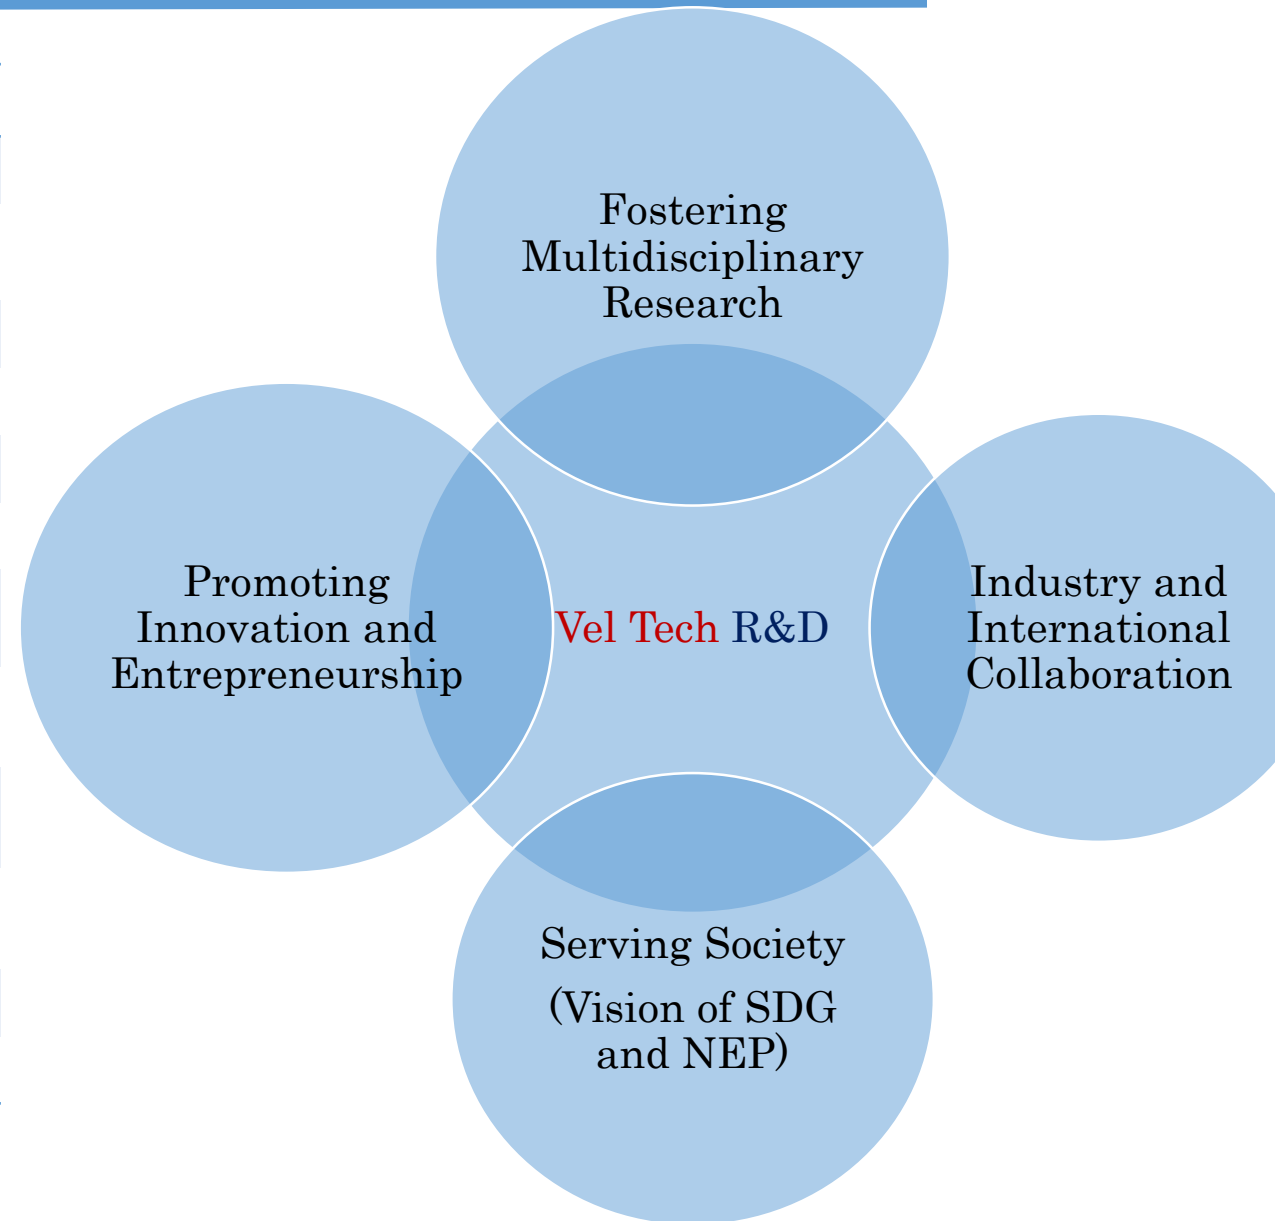 Fostering
Multidisciplinary
Research
Promoting
Innovation and
Entrepreneurship
Vel Tech R&D
Industry and
International
Collaboration
Serving Society
(Vision of SDG
and NEP)